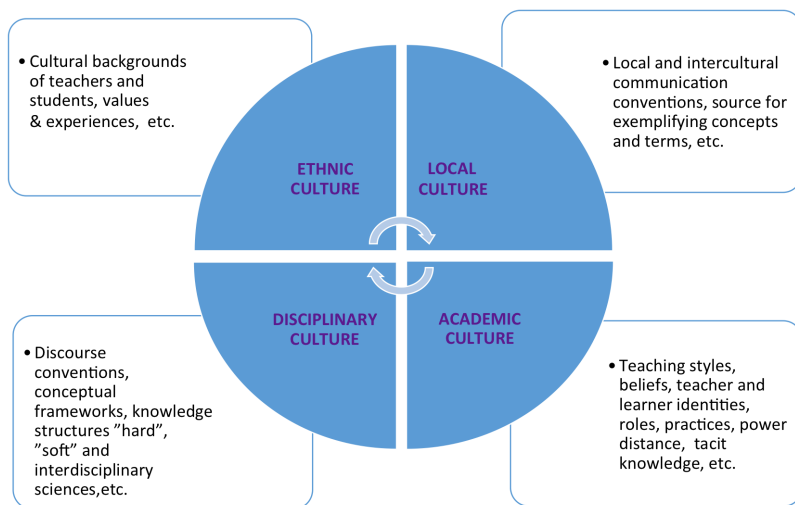 • Cultural backgrounds
of teachers and
students, values
& experiences, etc.
• Local and intercultural
communication
conventions, source for
exemplifying concepts
and terms, etc.
ETHNIC
CULTURE
LOCAL
CULTURE
DISCIPLINARY
CULTURE
ACADEMIC
CULTURE
• Discourse
conventions,
conceptual
frameworks, knowledge
structures ”hard”,
”soft” and
interdisciplinary
sciences,etc.
• Teaching styles,
beliefs, teacher and
learner identities,
roles, practices, power
distance, tacit
knowledge, etc.